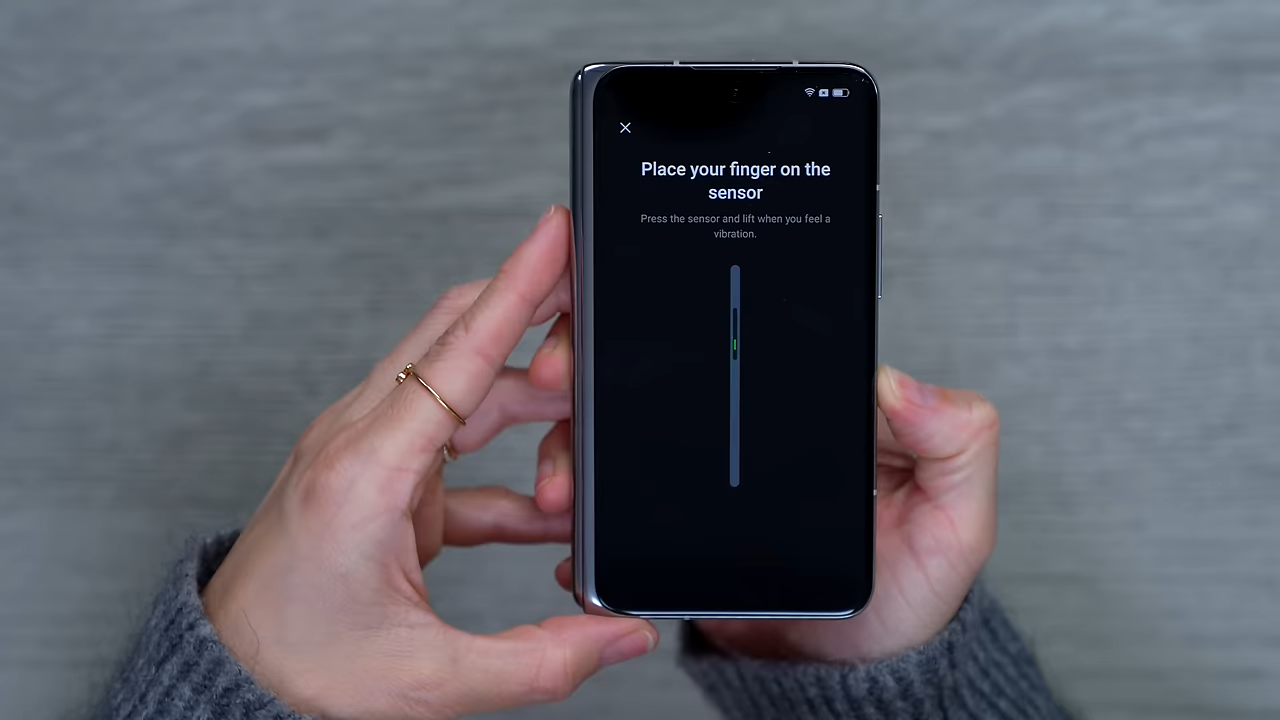 Place your finger on the
sensor
Press the sensor and lift when you feel a
vibration.